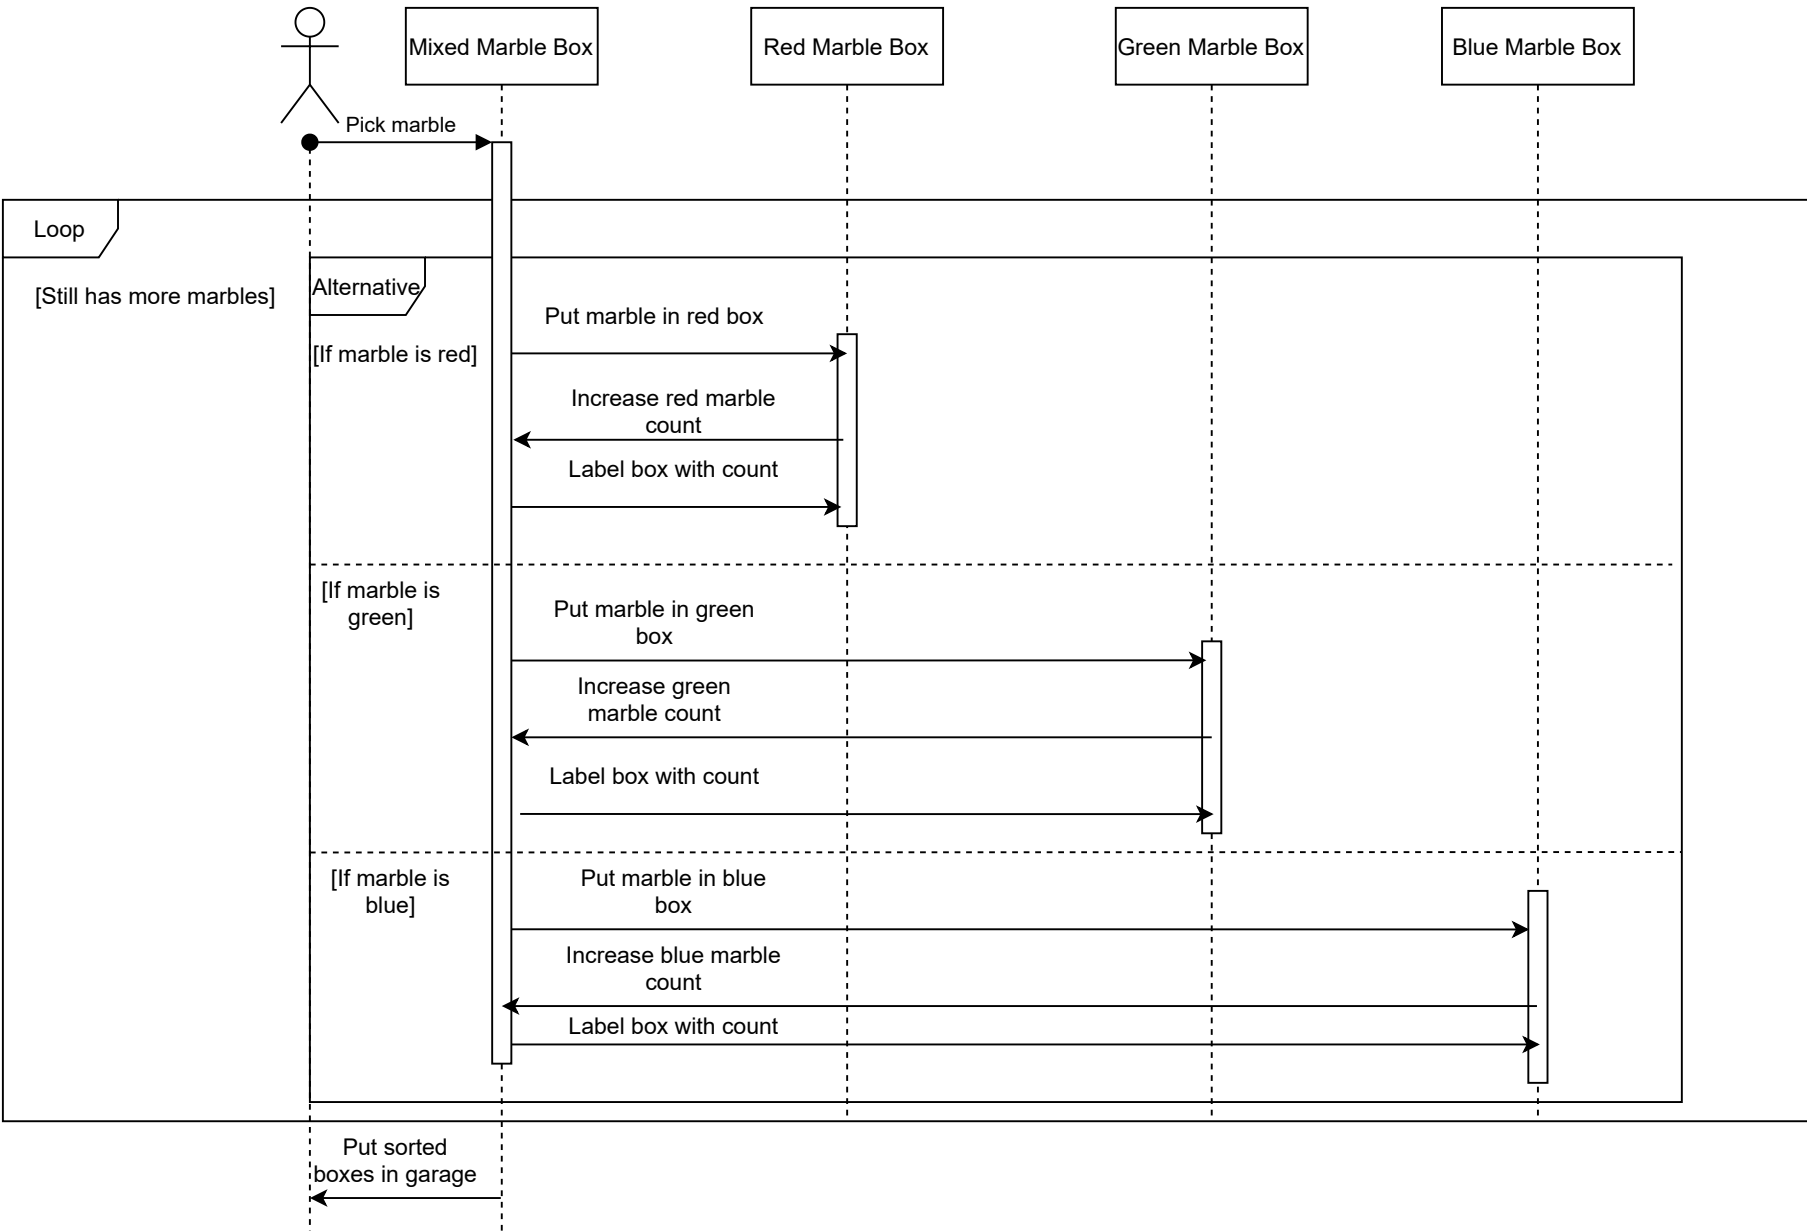 Mixed Marble Box
Red Marble Box
Green Marble Box
Blue Marble Box
Pick marble
Loop
[Still has more marbles]
Alternative
Put marble in red box
[If marble is red]
Increase red marble
count
Label box with count
[If marble is
green]
Put marble in green
box
Increase green
marble count
Label box with count
[If marble is
blue]
Put marble in blue
box
Increase blue marble
count
Label box with count
Put sorted
boxes in garage